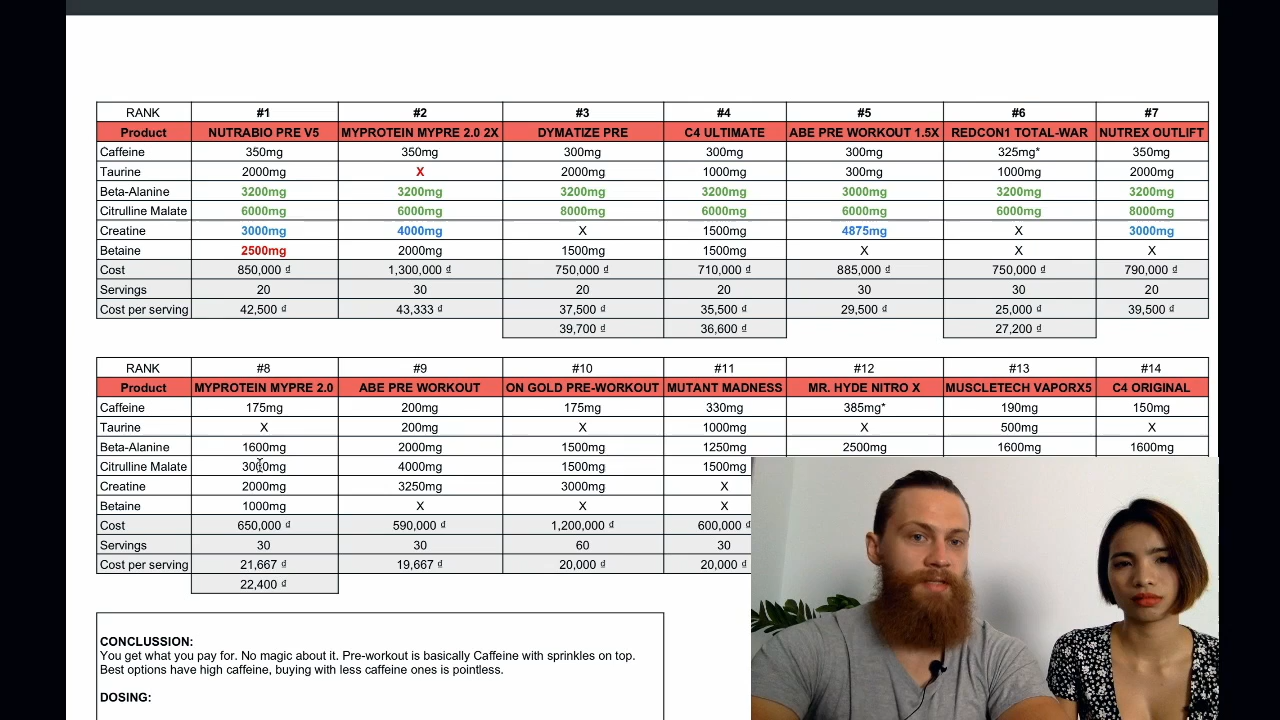 RANK #1 #2 #3 #4 #5 #6 #7
Product NUTRABIO PRE V5 MYPROTEIN MYPRE 2.0 2X DYMATIZE PRE C4 ULTIMATE ABE PRE WORKOUT 1.5X REDCON1 TOTAL-WAR NUTREX OUTLIFT
Caffeine 350mg 350mg 300mg 300mg 300mg 325mg* 350mg
Taurine 2000mg X 2000mg 1000mg 300mg 1000mg 2000mg
Beta-Alanine 3200mg 3200mg 3200mg 3200mg 3000mg 3200mg 3200mg
Citrulline Malate 6000mg 6000mg 8000mg 6000mg 6000mg 6000mg 8000mg
Creatine 3000mg 4000mg X 1500mg 4875mg X 3000mg
Betaine 2500mg 2000mg 1500mg 1500mg X X X
Cost 850,000 ₫ 1,300,000 ₫ 750,000 ₫ 710,000 ₫ 885,000 ₫ 750,000 ₫ 790,000 ₫
Servings 20 30 20 20 30 30 20
Cost per serving 42,500 ₫ 43,333 ₫ 37,500 ₫ 35,500 ₫ 29,500 ₫ 25,000 ₫ 39,500 ₫
39,700 ₫ 36,600 ₫ 27,200 ₫
RANK #8 #9 #10 #11 #12 #13 #14
Product MYPROTEIN MYPRE 2.0 ABE PRE WORKOUT ON GOLD PRE-WORKOUT MUTANT MADNESS MR. HYDE NITRO X MUSCLETECH VAPORX5 C4 ORIGINAL
Caffeine 175mg 200mg 175mg 330mg 385mg* 190mg 150mg
Taurine X 200mg X 1000mg X 500mg X
Beta-Alanine 1600mg 2000mg 1500mg 1250mg 2500mg 1600mg 1600mg
Citrulline Malate 3000mg 4000mg 1500mg 1500mg
Creatine 2000mg 3250mg 3000mg X
Betaine 1000mg X X X
Cost 650,000 ₫ 590,000 ₫ 1,200,000 ₫ 600,000 ₫
Servings 30 30 60 30
Cost per serving 21,667 ₫ 19,667 ₫ 20,000 ₫ 20,000 ₫
22,400 ₫
CONCLUSSION:
You get what you pay for. No magic about it. Pre-workout is basically Caffeine with sprinkles on top.
Best options have high caffeine, buying with less caffeine ones is pointless.
DOSING: